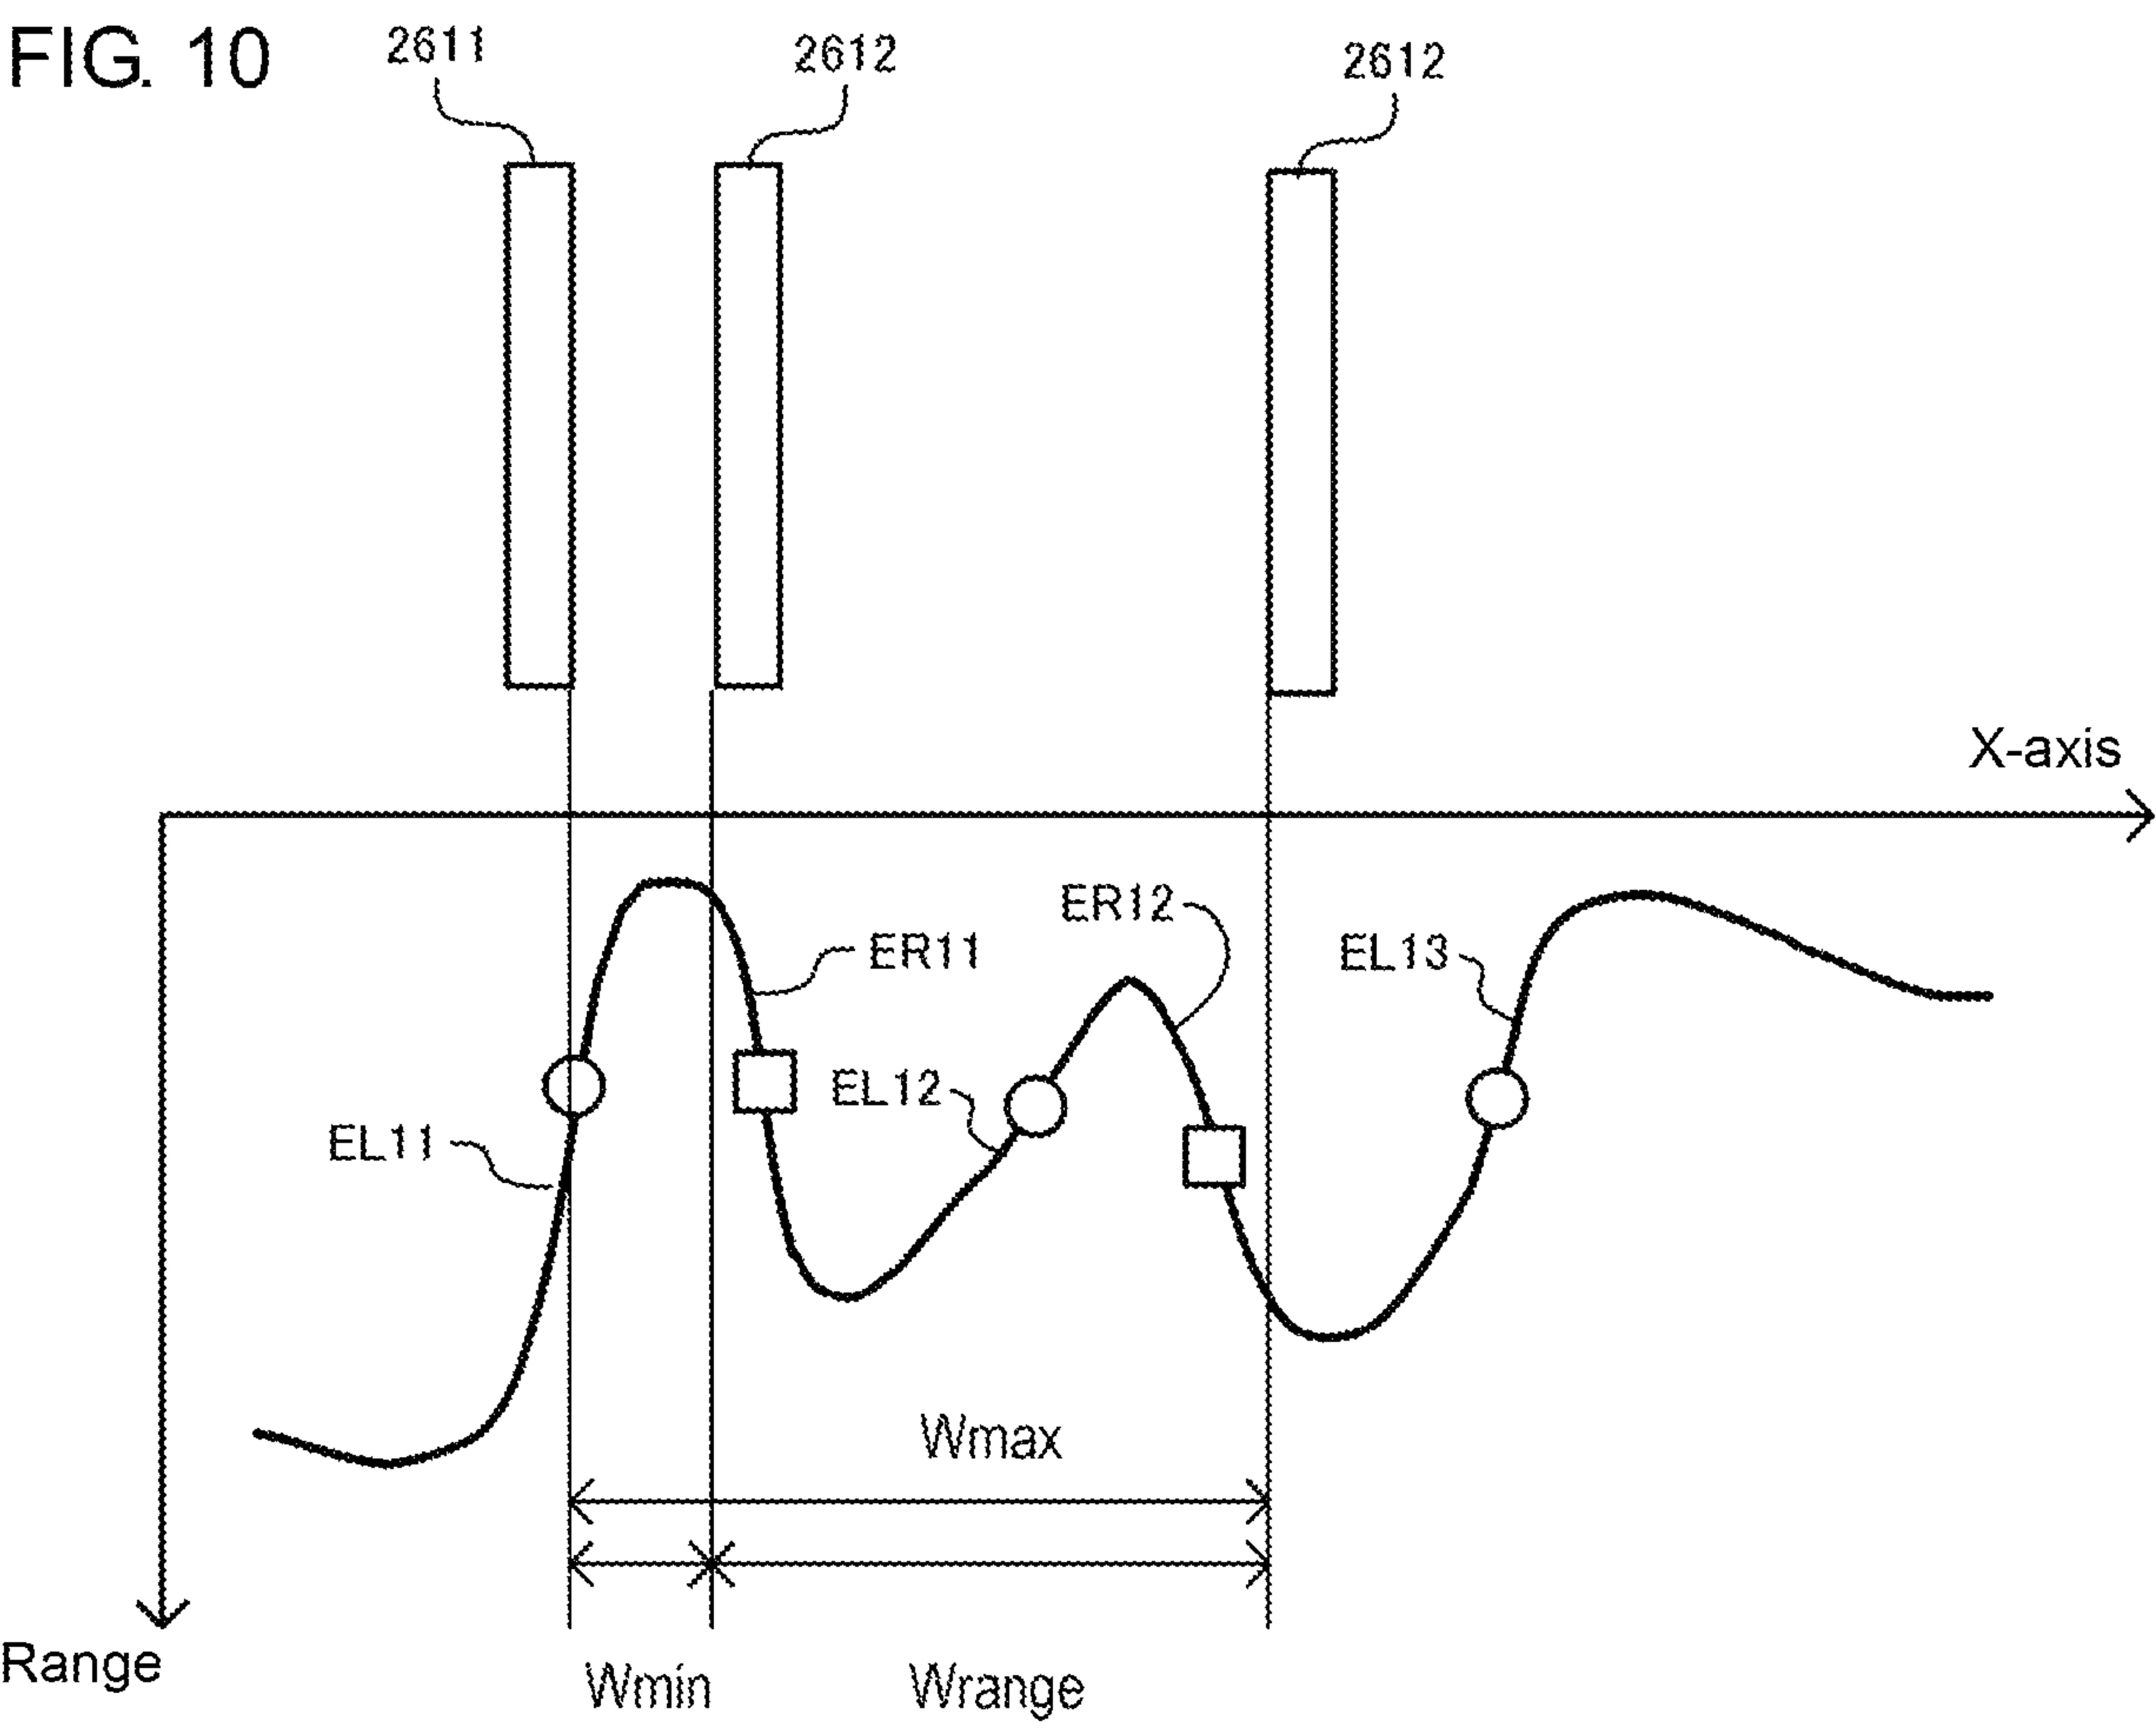 FIG. 10
2611
2612
2612
X-axis
ER12
ER11
EL13
EL12
EL11
Wmax
Range
Wmin
Wrange